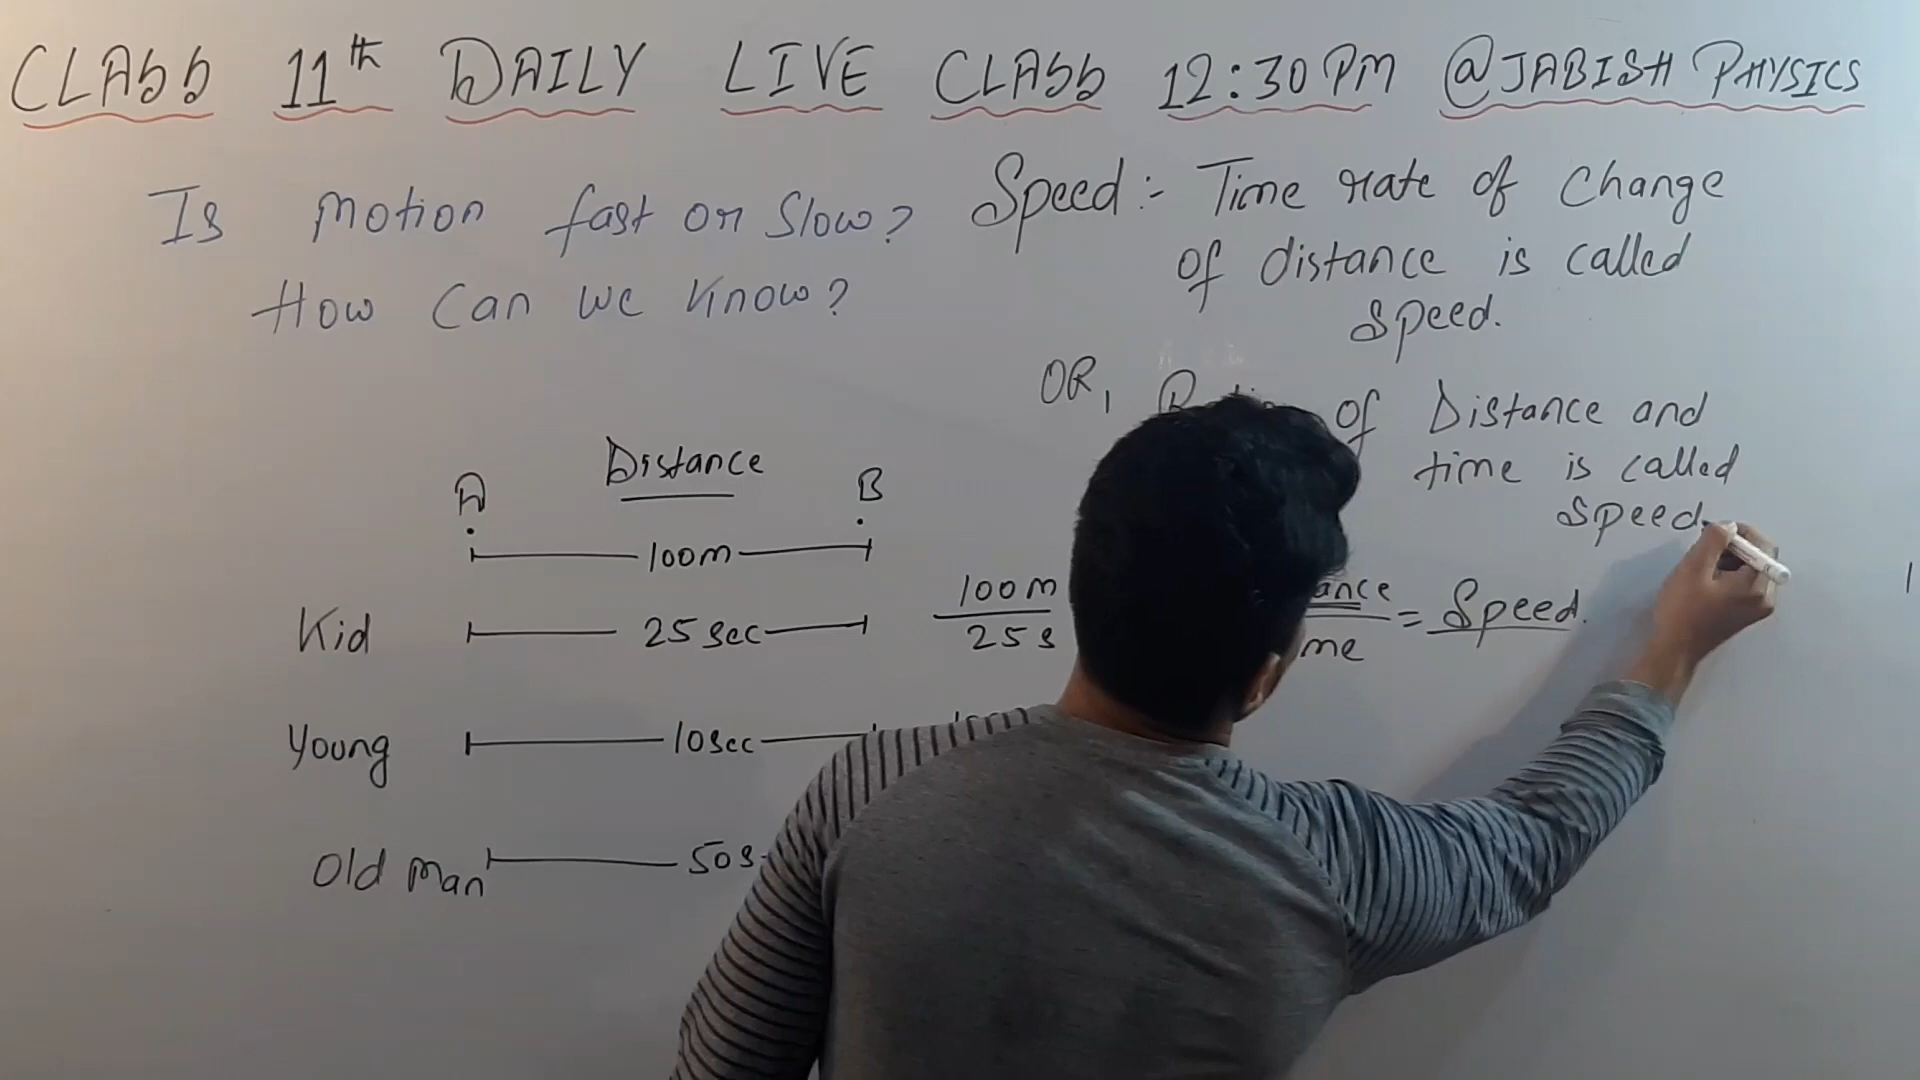 CLASS 11th DAILY LIVE CLASS 12:30 PM @JABISH PHYSICS
Is Motion fast or Slow?
How Can we Know?
Speed :- Time rate of Change
of distance is called
Speed.
OR, of Distance and
time is called
Speed.
Distance
A B
100m
Kid 25 sec
100m
25 s
= Speed.
Young 10sec
Old Man 50s